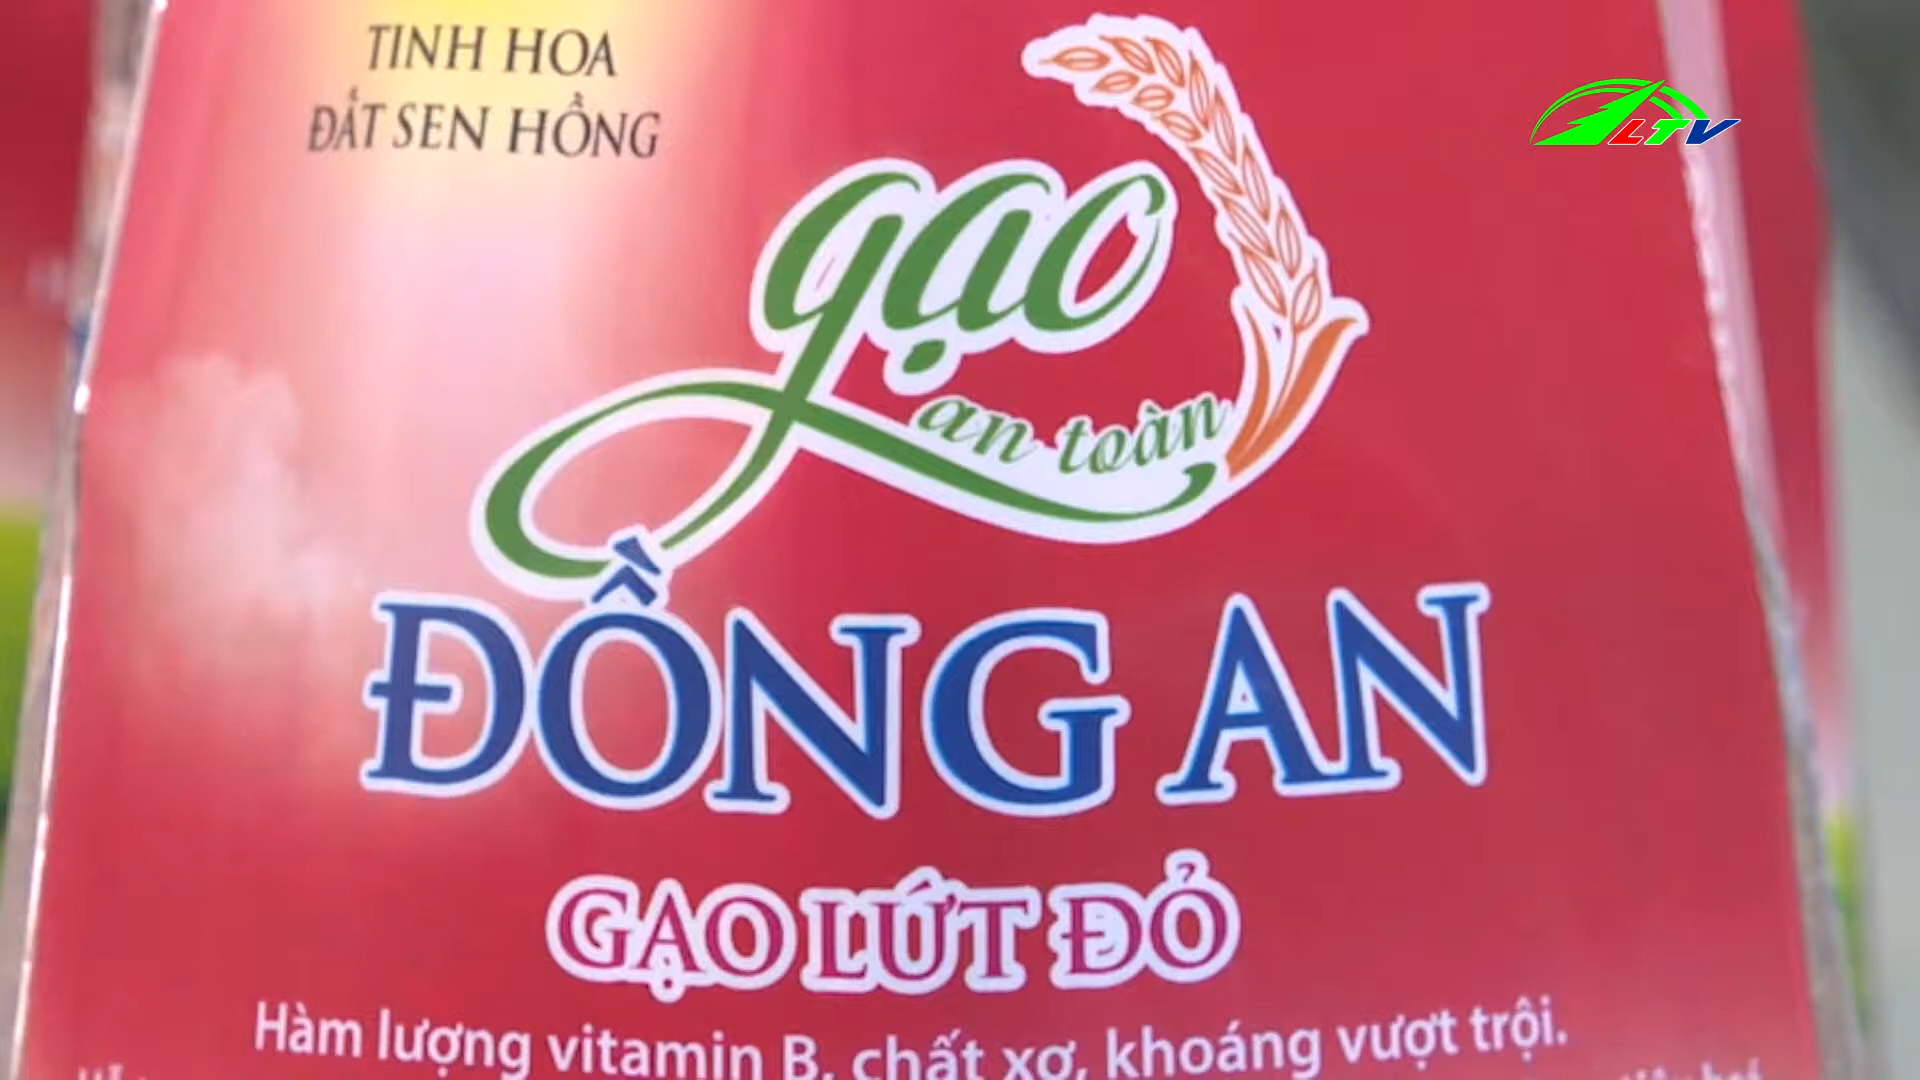 TINH HOA
ĐẤT SEN HỒNG
LTV
gạo
an toàn
ĐỒNG AN
GẠO LỨT ĐỎ
Hàm lượng vitamin B, chất xơ, khoáng vượt trội.